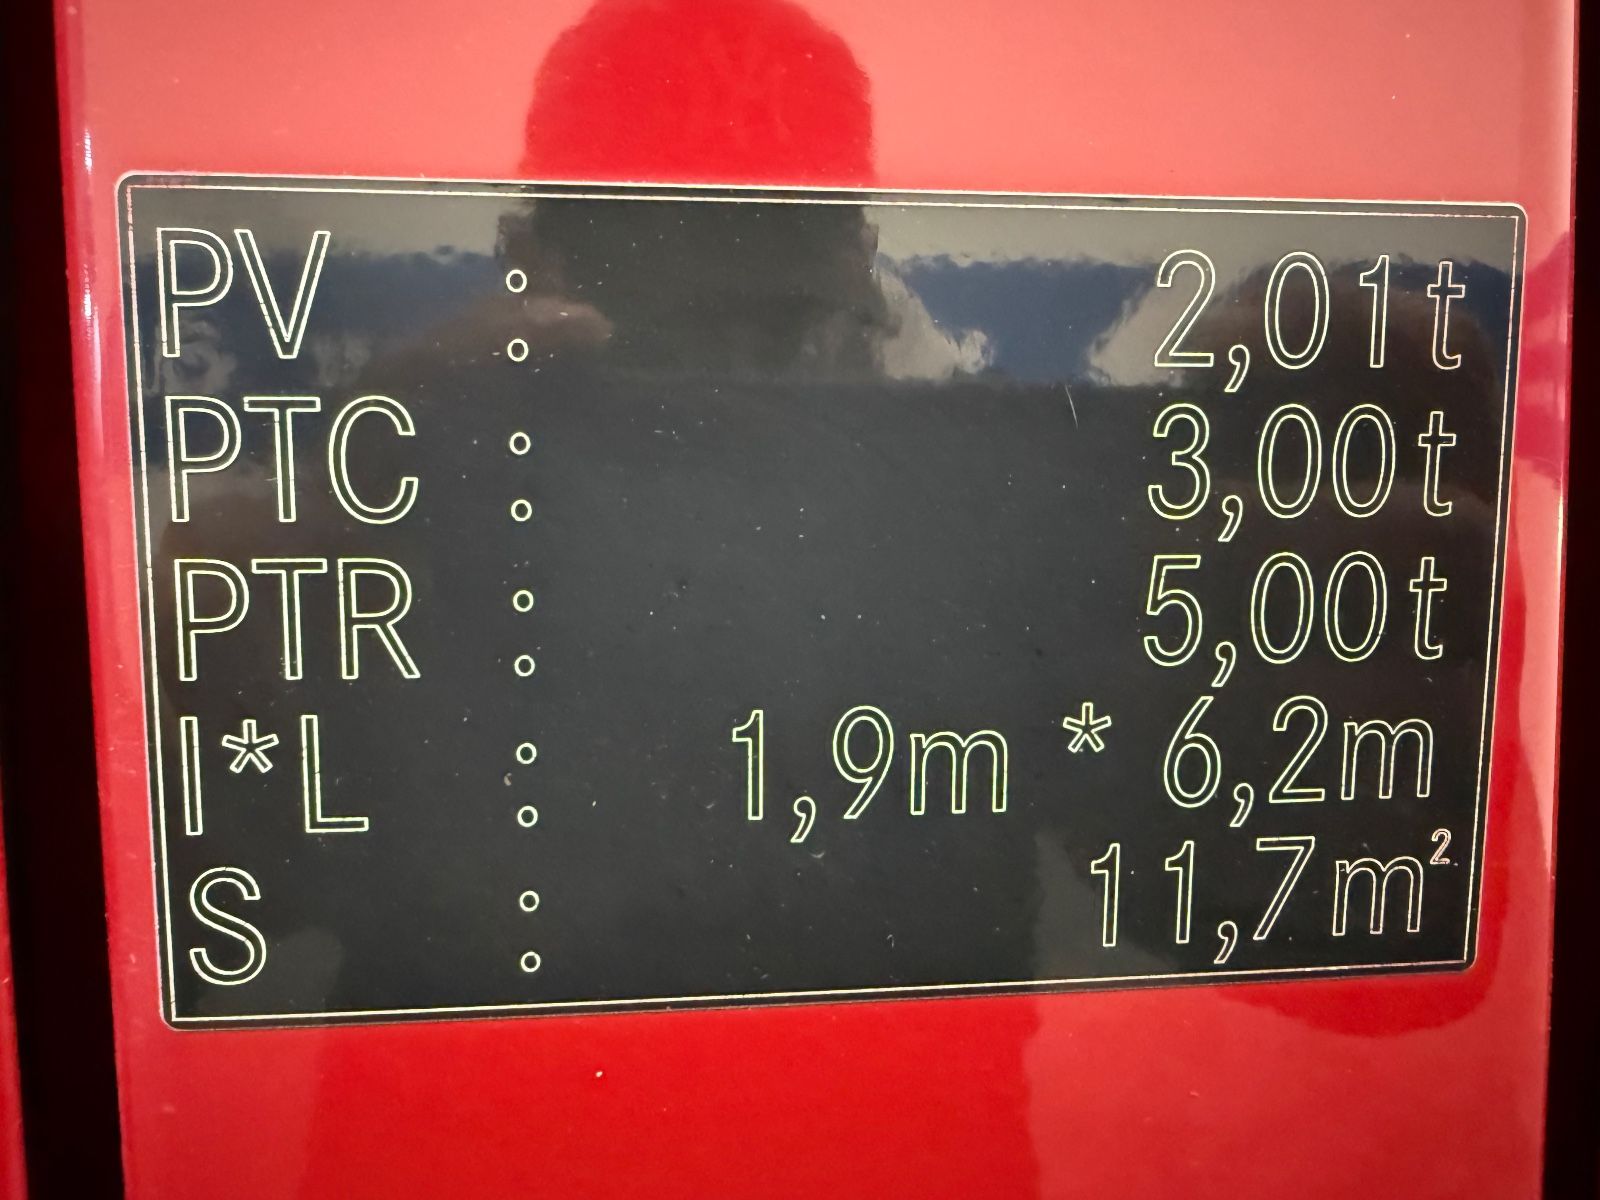 PV : 2,01t
PTC : 3,00t
PTR : 5,00t
l*L : 1,9m * 6,2m
S : 11,7m²